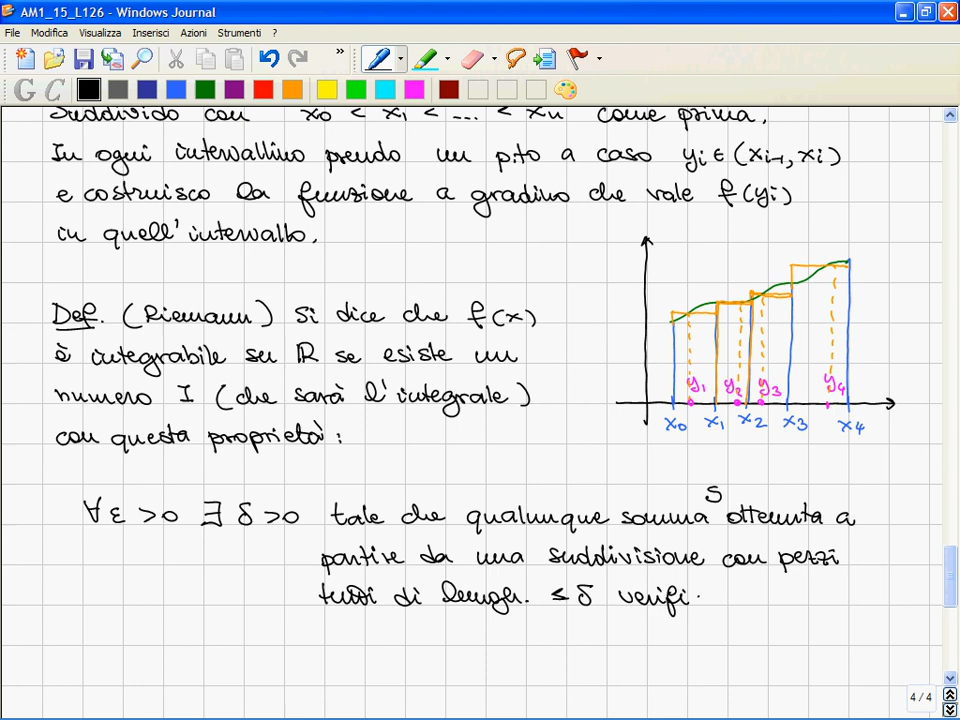 AM1_15_L126 - Windows Journal
File Modifica Visualizza Inserisci Azioni Strumenti ?
Suddivido con x0 < x1 < ... < xn come prima.
In ogni intervallino prendo un p.to a caso yi ∈ (xi-1, xi)
e costruisco la funzione a gradino che vale f(yi)
in quell'intervallo.
Def. (Riemann) Si dice che f(x)
è integrabile su R se esiste un
numero I (che sarà l'integrale)
con questa proprietà:
y1 y2 y3 y4
x0 x1 x2 x3 x4
∀ ε > 0 ∃ δ > 0 tale che qualunque somma S ottenuta a
partire da una suddivisione con pezzi
tutti di lungh. ≤ δ verifi
4 / 4